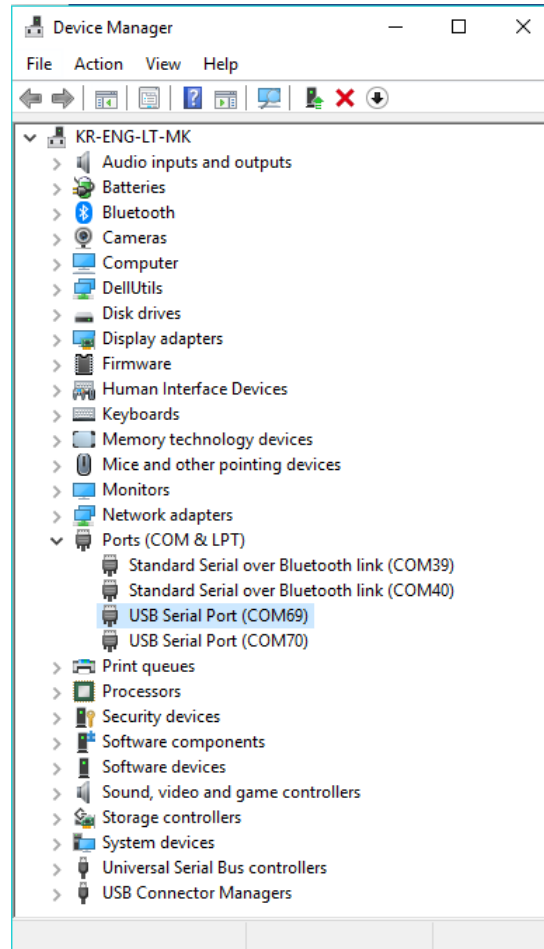 Device Manager
File Action View Help
KR-ENG-LT-MK
Audio inputs and outputs
Batteries
Bluetooth
Cameras
Computer
DellUtils
Disk drives
Display adapters
Firmware
Human Interface Devices
Keyboards
Memory technology devices
Mice and other pointing devices
Monitors
Network adapters
Ports (COM & LPT)
Standard Serial over Bluetooth link (COM39)
Standard Serial over Bluetooth link (COM40)
USB Serial Port (COM69)
USB Serial Port (COM70)
Print queues
Processors
Security devices
Software components
Software devices
Sound, video and game controllers
Storage controllers
System devices
Universal Serial Bus controllers
USB Connector Managers